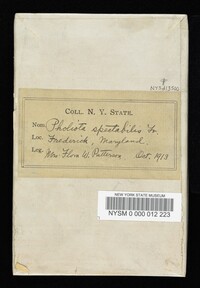 Coll. N. Y. State.
Nom: Pholiota spectabilis Fr.
Loc. Frederick, Maryland
Leg. Mrs. Flora W. Patterson Oct. 1913
NEW YORK STATE MUSEUM
NYSM 0 000 012 223